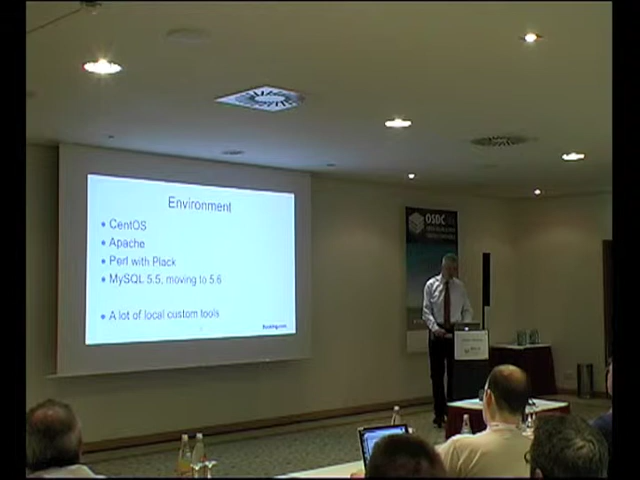 Environment
• CentOS
• Apache
• Perl with Plack
• MySQL 5.5, moving to 5.6
• A lot of local custom tools
Booking.com
OSDC